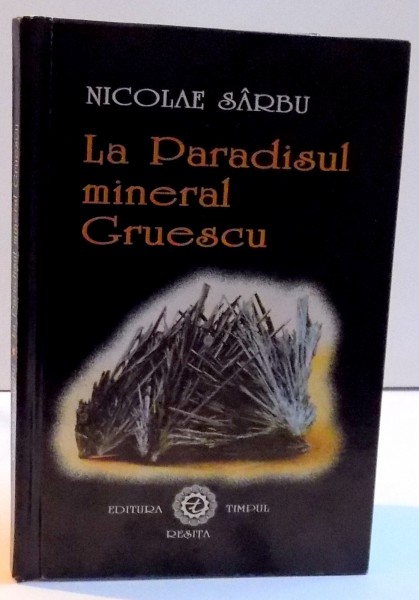 NICOLAE SÂRBU
La Paradisul
mineral
Gruescu
EDITURA TIMPUL
REȘIȚA